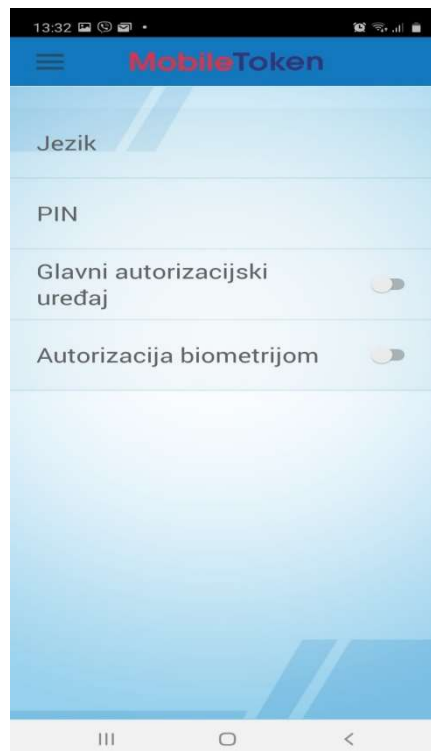 13:32
MobileToken
Jezik
PIN
Glavni autorizacijski
uređaj
Autorizacija biometrijom